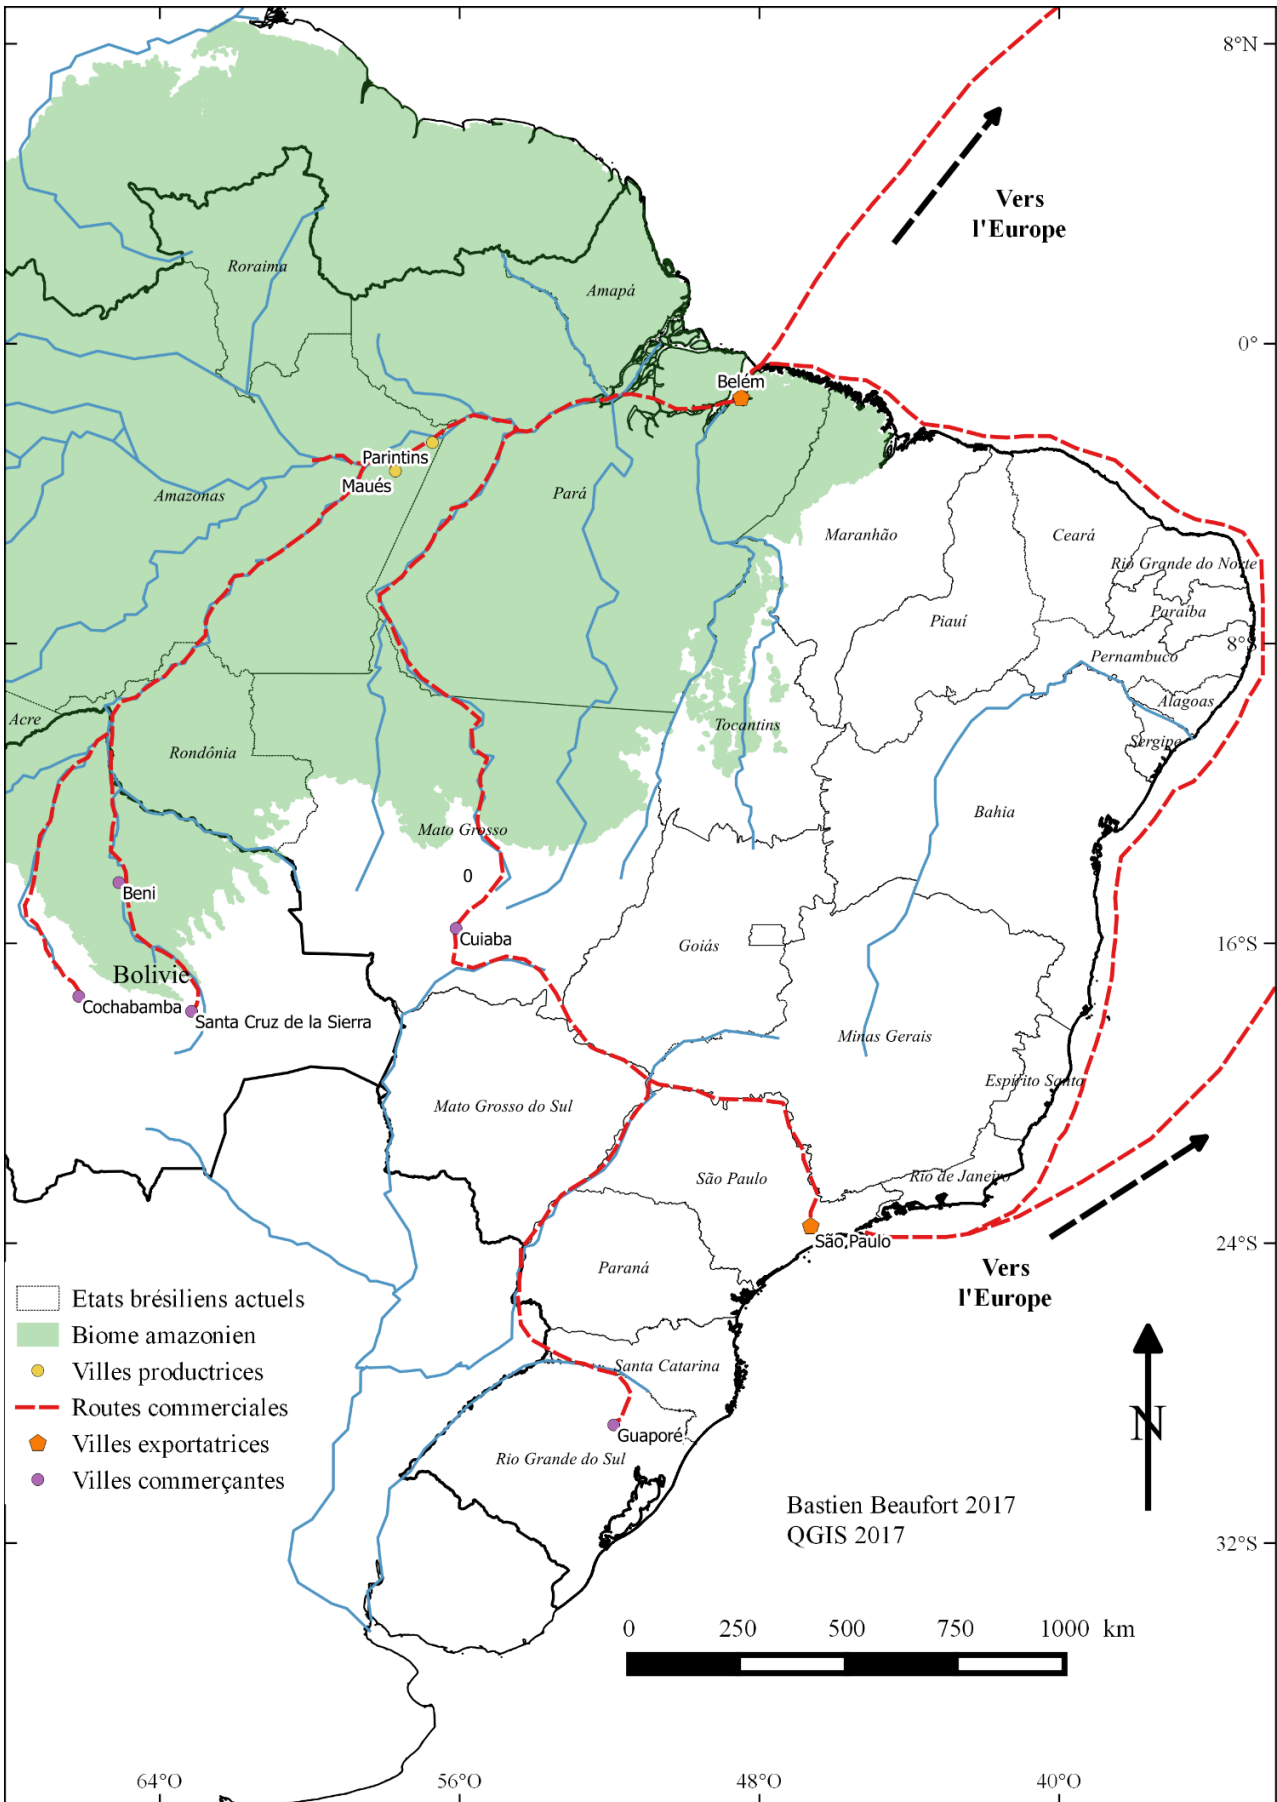 8°N
Vers
l'Europe
Roraima
Amapá
0°
Belém
Parintins
Maués
Amazonas
Pará
Maranhão
Ceará
Rio Grande do Norte
Paraíba
Piauí
8°S
Pernambuco
Alagoas
Acre
Tocantins
Sergipe
Rondônia
Bahia
Mato Grosso
0
Beni
Cuiaba
Goiás
16°S
Bolivie
Cochabamba
Santa Cruz de la Sierra
Minas Gerais
Espírito Santo
Mato Grosso do Sul
São Paulo
Rio de Janeiro
São Paulo
24°S
Paraná
Vers
l'Europe
Etats brésiliens actuels
Biome amazonien
Villes productrices
Routes commerciales
Villes exportatrices
Villes commerçantes
Santa Catarina
Guaporé
Rio Grande do Sul
N
Bastien Beaufort 2017
QGIS 2017
32°S
0 250 500 750 1000 km
64°O 56°O 48°O 40°O